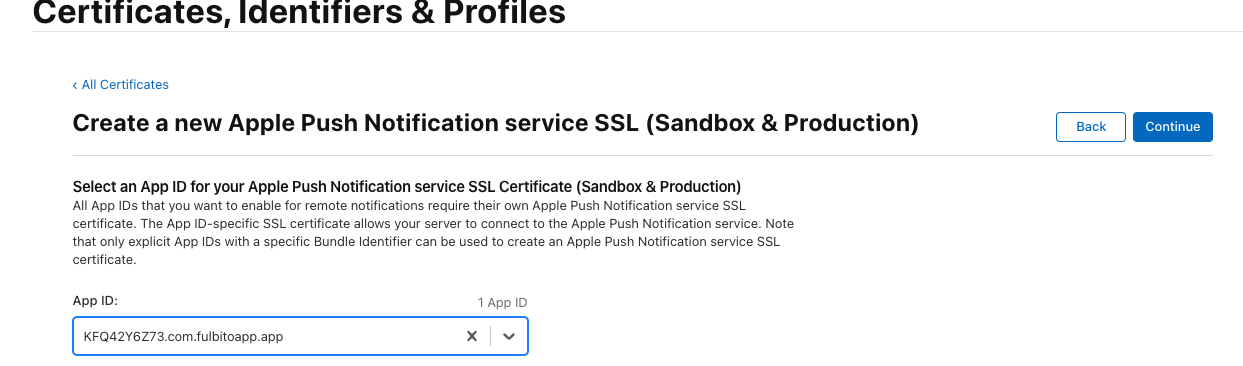 Certificates, Identifiers & Profiles
‹ All Certificates
Create a new Apple Push Notification service SSL (Sandbox & Production)
Back
Continue
Select an App ID for your Apple Push Notification service SSL Certificate (Sandbox & Production)
All App IDs that you want to enable for remote notifications require their own Apple Push Notification service SSL
certificate. The App ID-specific SSL certificate allows your server to connect to the Apple Push Notification service. Note
that only explicit App IDs with a specific Bundle Identifier can be used to create an Apple Push Notification service SSL
certificate.
App ID:
1 App ID
KFQ42Y6Z73.com.fulbitoapp.app